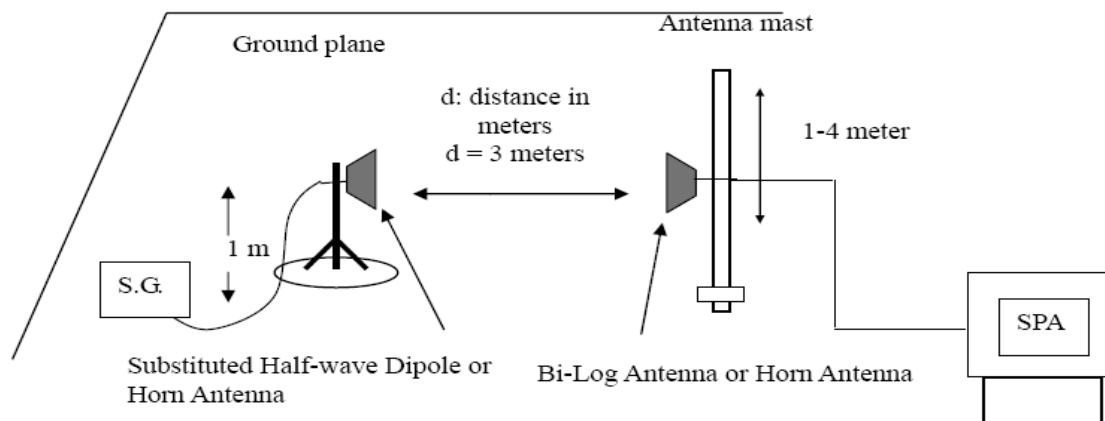 Antenna mast
Ground plane
d: distance in
meters
d = 3 meters
1-4 meter
1 m
S.G.
SPA
Substituted Half-wave Dipole or
Horn Antenna
Bi-Log Antenna or Horn Antenna